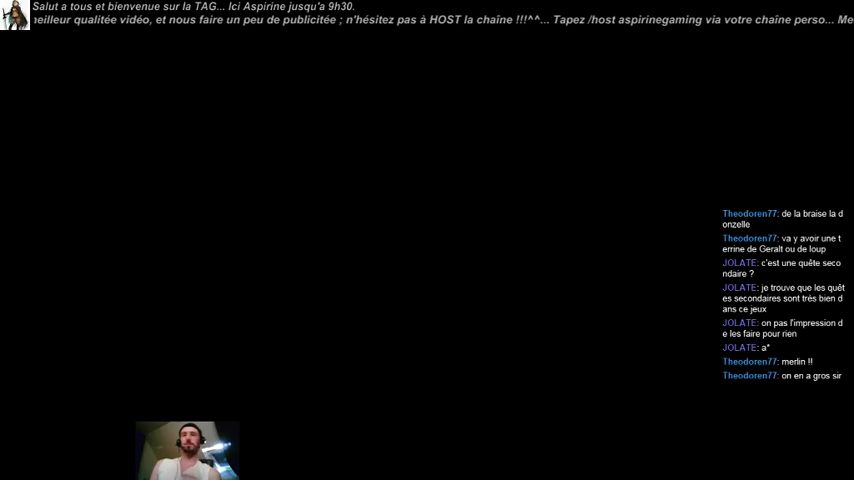 Salut a tous et bienvenue sur la TAG... Ici Aspirine jusqu'a 9h30.
eilleur qualitée vidéo, et nous faire un peu de publicitée ; n'hésitez pas à HOST la chaîne !!!^^... Tapez /host aspirinegaming via votre chaîne perso... Me
Theodoren77: de la braise la d
onzelle
Theodoren77: va y avoir une t
errine de Geralt ou de loup
JOLATE: c'est une quête seco
ndaire ?
JOLATE: je trouve que les quêt
es secondaires sont trés bien d
ans ce jeux
JOLATE: on pas l'impression d
e les faire pour rien
JOLATE: a*
Theodoren77: merlin !!
Theodoren77: on en a gros sir